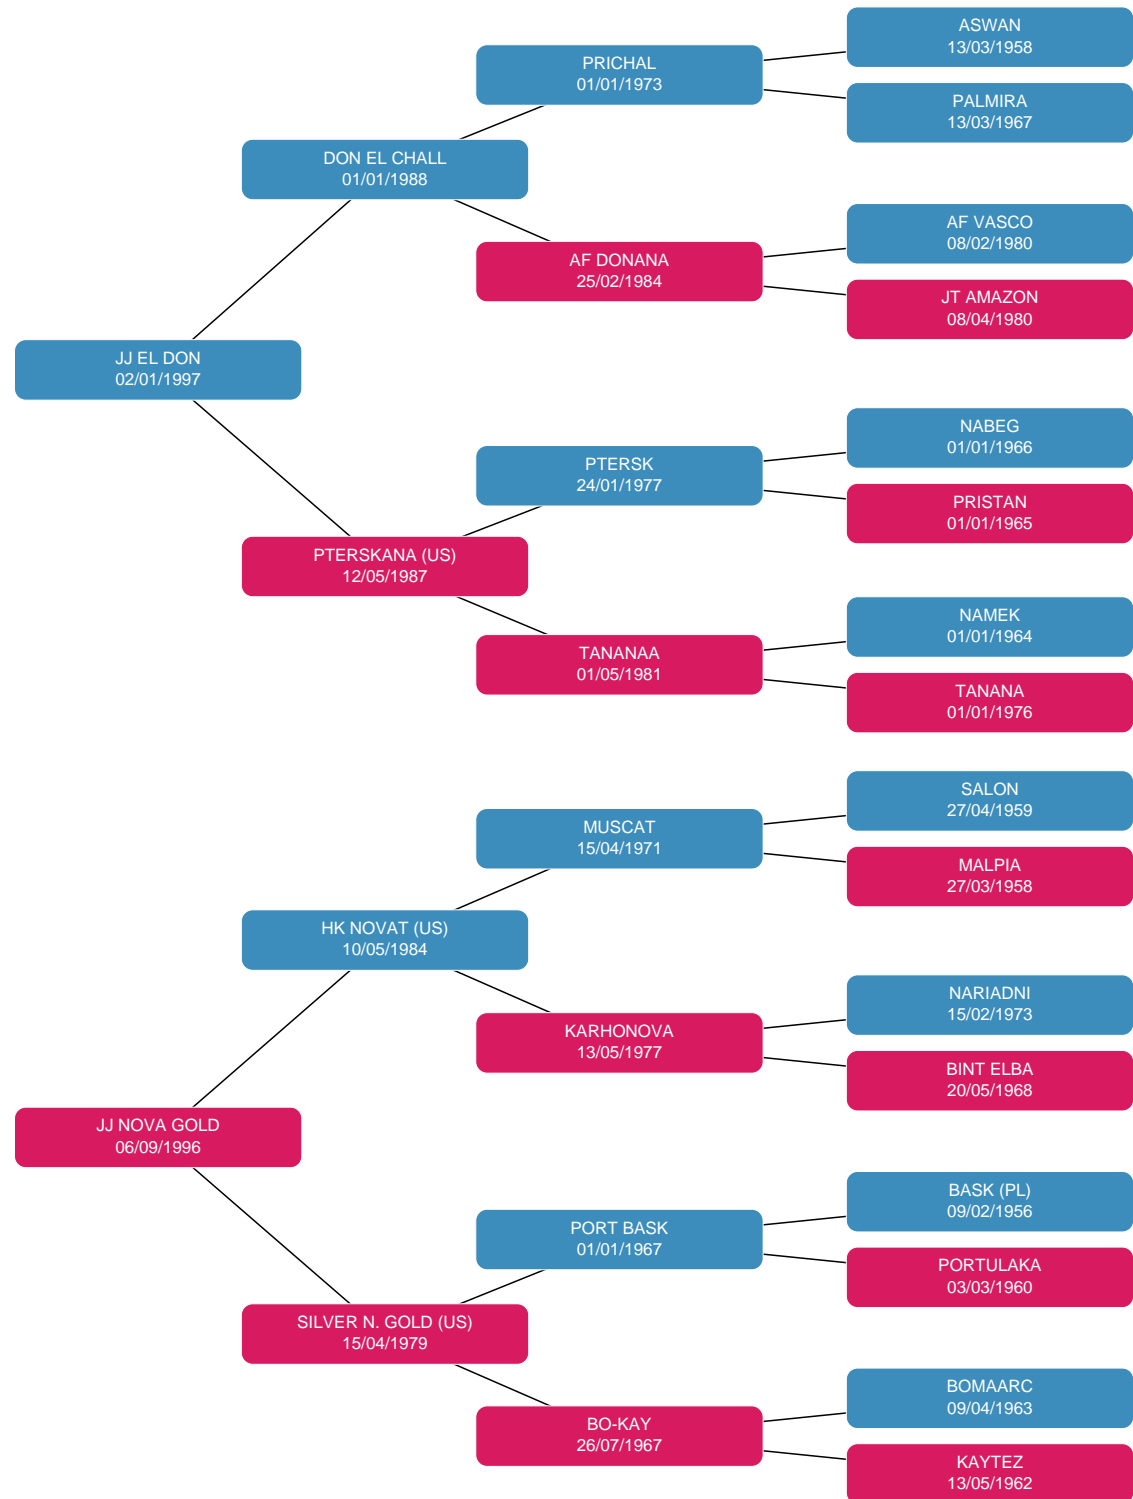 ASWAN
13/03/1958
PRICHAL
01/01/1973
PALMIRA
13/03/1967
DON EL CHALL
01/01/1988
AF VASCO
08/02/1980
AF DONANA
25/02/1984
JT AMAZON
08/04/1980
JJ EL DON
02/01/1997
NABEG
01/01/1966
PTERSK
24/01/1977
PRISTAN
01/01/1965
PTERSKANA (US)
12/05/1987
NAMEK
01/01/1964
TANANAA
01/05/1981
TANANA
01/01/1976
SALON
27/04/1959
MUSCAT
15/04/1971
MALPIA
27/03/1958
HK NOVAT (US)
10/05/1984
NARIADNI
15/02/1973
KARHONOVA
13/05/1977
BINT ELBA
20/05/1968
JJ NOVA GOLD
06/09/1996
BASK (PL)
09/02/1956
PORT BASK
01/01/1967
PORTULAKA
03/03/1960
SILVER N. GOLD (US)
15/04/1979
BOMAARC
09/04/1963
BO-KAY
26/07/1967
KAYTEZ
13/05/1962